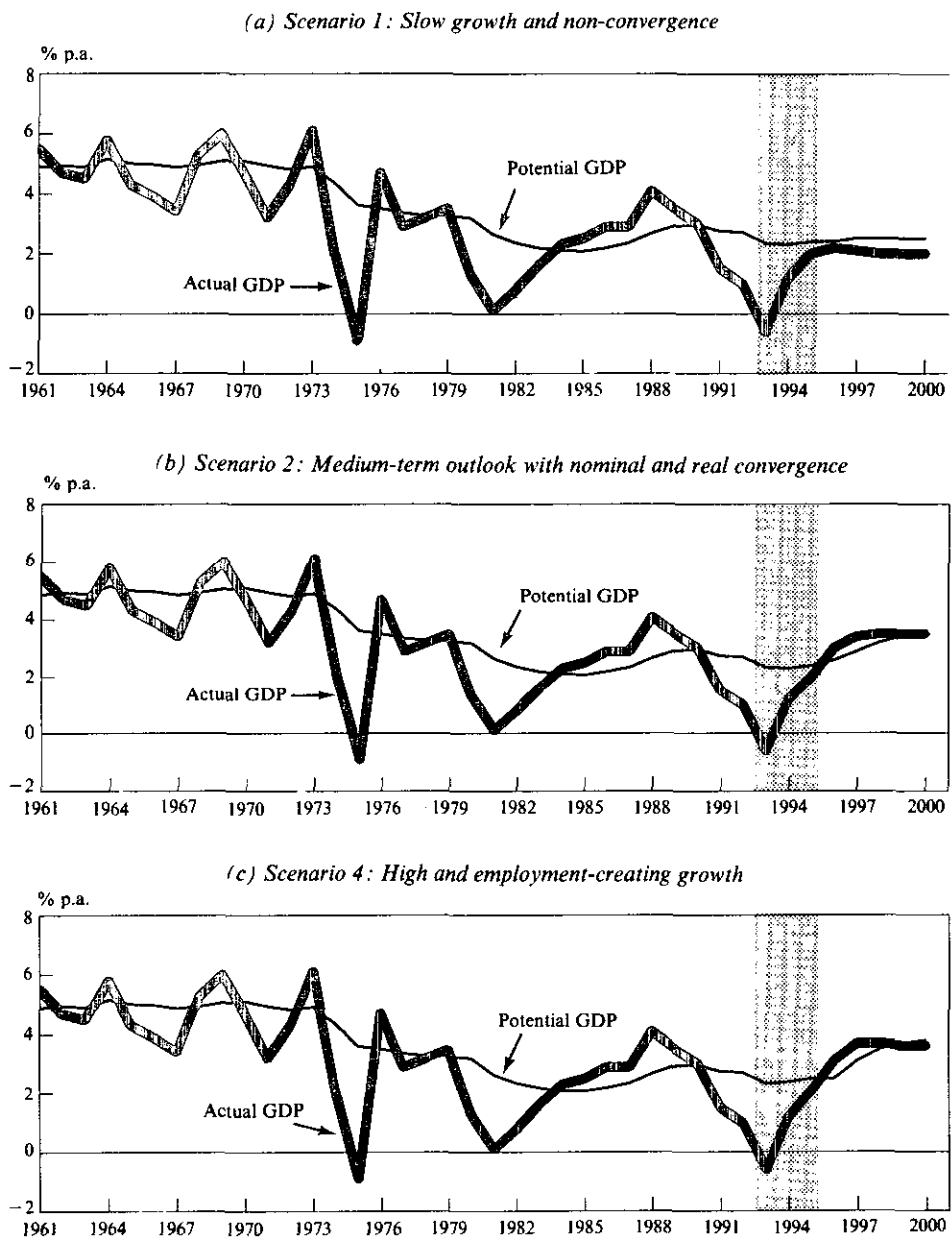 (a) Scenario 1: Slow growth and non-convergence
% p.a.
8
6
4
2
0
−2
Potential GDP
Actual GDP
1961 1964 1967 1970 1973 1976 1979 1982 1985 1988 1991 1994 1997 2000
(b) Scenario 2: Medium-term outlook with nominal and real convergence
% p.a.
8
6
4
2
0
−2
Potential GDP
Actual GDP
1961 1964 1967 1970 1973 1976 1979 1982 1985 1988 1991 1994 1997 2000
(c) Scenario 4: High and employment-creating growth
% p.a.
8
6
4
2
0
−2
Potential GDP
Actual GDP
1961 1964 1967 1970 1973 1976 1979 1982 1985 1988 1991 1994 1997 2000